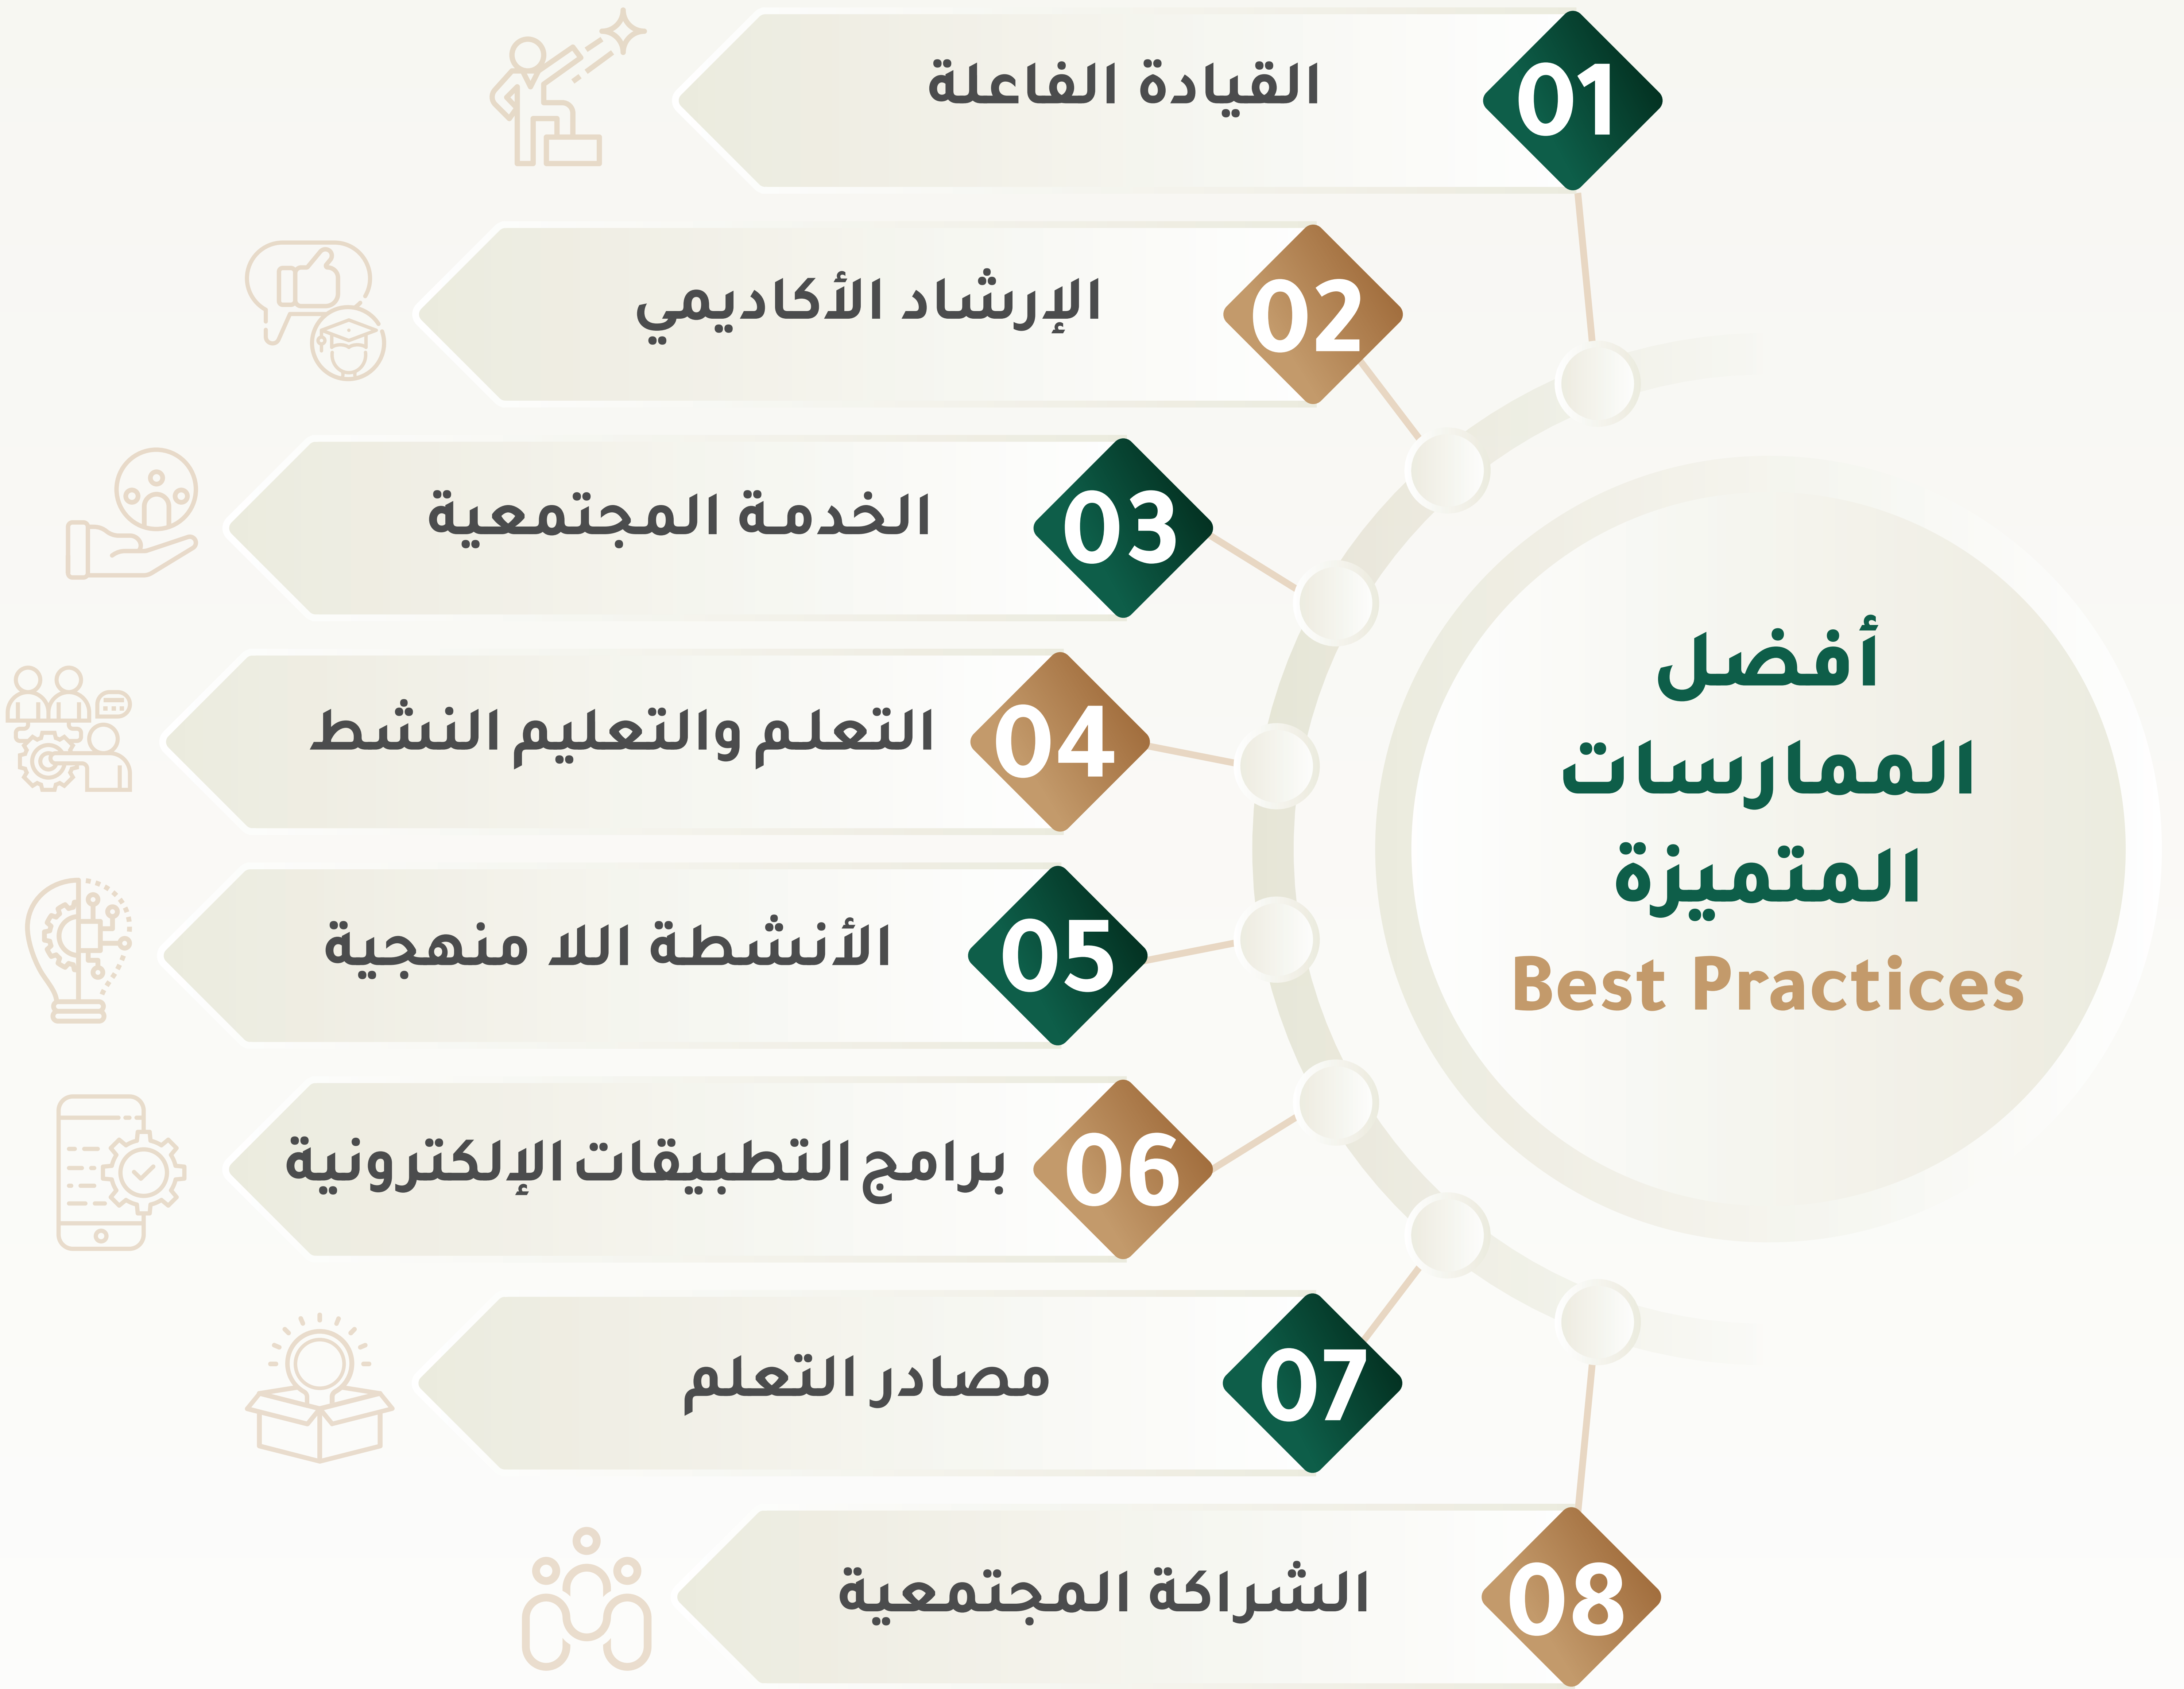 أفضل
الممارسات
المتميزة
Best Practices
01
القيادة الفاعلة
02
الإرشاد الأكاديمي
03
الخدمة المجتمعية
04
التعلم والتعليم النشط
05
الأنشطة اللا منهجية
06
برامج التطبيقات الإلكترونية
07
مصادر التعلم
08
الشراكة المجتمعية